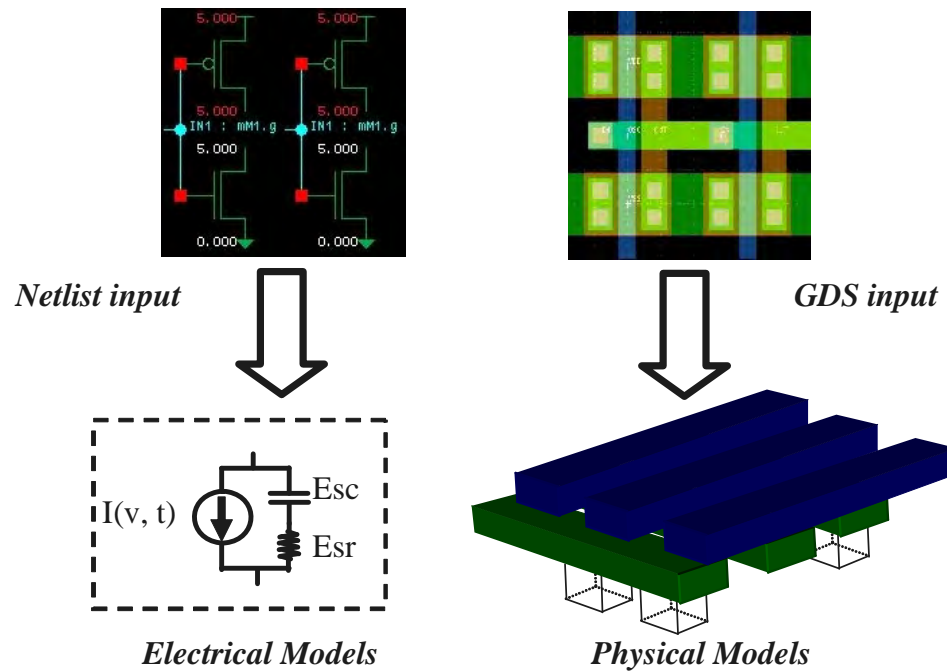 5.000 5.000
5.000 5.000
IN1 : mM1.g IN1 : mM1.g
5.000 5.000
0.000 0.000
Netlist input
GDS input
I(v, t)
Esc
Esr
Electrical Models
Physical Models